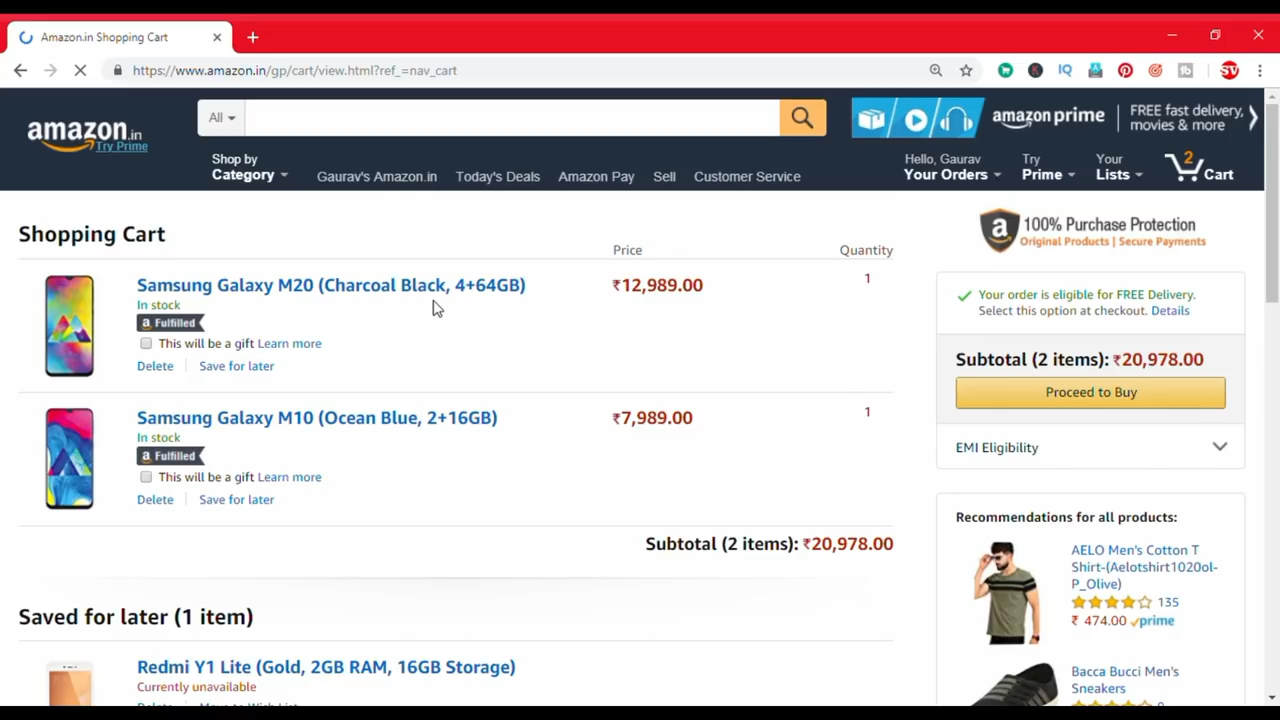 Amazon.in Shopping Cart
https://www.amazon.in/gp/cart/view.html?ref_=nav_cart
IQ
SV
amazon.in
Try Prime
All
amazon prime
FREE fast delivery, movies & more
Shop by
Category
Gaurav's Amazon.in
Today's Deals
Amazon Pay
Sell
Customer Service
Hello, Gaurav
Your Orders
Try
Prime
Your
Lists
2
Cart
Shopping Cart
Price
Quantity
Samsung Galaxy M20 (Charcoal Black, 4+64GB)
₹12,989.00
1
In stock
a Fulfilled
This will be a gift Learn more
Delete
Save for later
Samsung Galaxy M10 (Ocean Blue, 2+16GB)
₹7,989.00
1
In stock
a Fulfilled
This will be a gift Learn more
Delete
Save for later
Subtotal (2 items): ₹20,978.00
Saved for later (1 item)
Redmi Y1 Lite (Gold, 2GB RAM, 16GB Storage)
Currently unavailable
a 100% Purchase Protection
Original Products | Secure Payments
Your order is eligible for FREE Delivery.
Select this option at checkout. Details
Subtotal (2 items): ₹20,978.00
Proceed to Buy
EMI Eligibility
Recommendations for all products:
AELO Men's Cotton T
Shirt-(Aelotshirt1020ol-
P_Olive)
135
₹ 474.00 prime
Bacca Bucci Men's
Sneakers